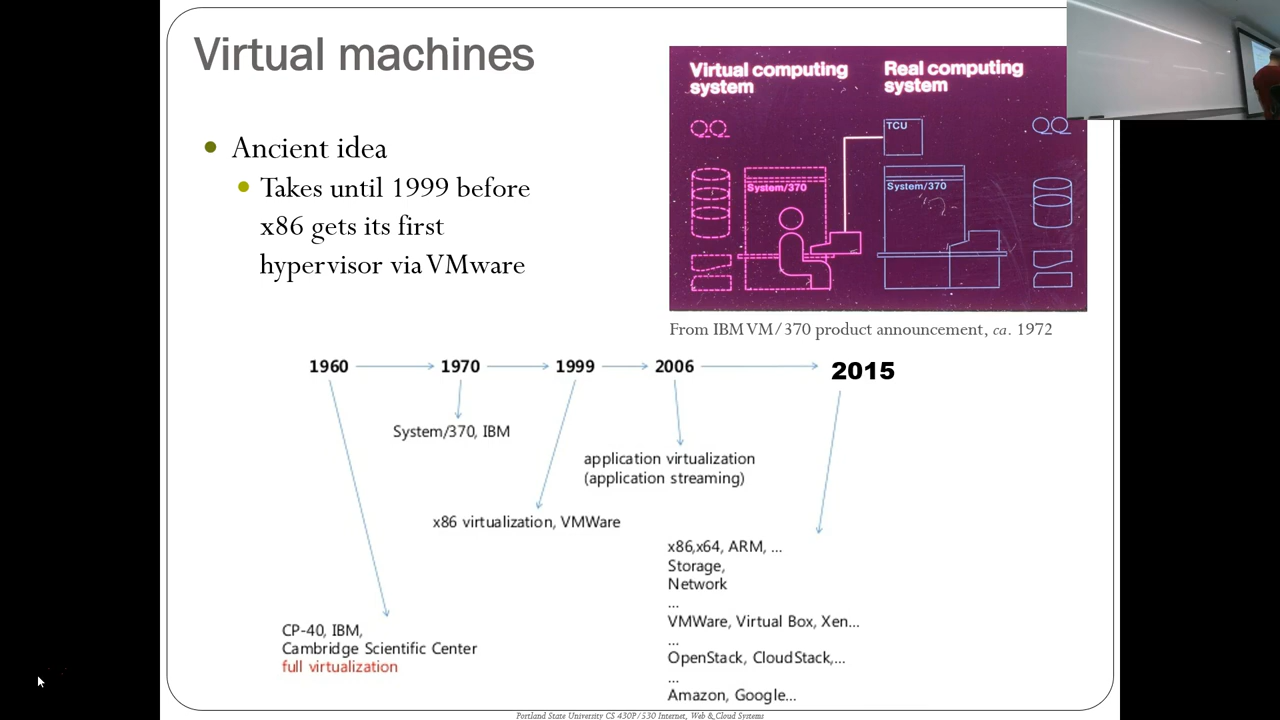 Virtual machines
Ancient idea
Takes until 1999 before
x86 gets its first
hypervisor via VMware
Virtual computing
system
Real computing
system
TCU
System/370
System/370
From IBM VM/370 product announcement, ca. 1972
1960
1970
1999
2006
2015
System/370, IBM
application virtualization
(application streaming)
x86 virtualization, VMWare
x86,x64, ARM, ...
Storage,
Network
...
VMWare, Virtual Box, Xen...
...
OpenStack, CloudStack,...
...
Amazon, Google...
CP-40, IBM,
Cambridge Scientific Center
full virtualization
Portland State University CS 430P/530 Internet, Web & Cloud Systems